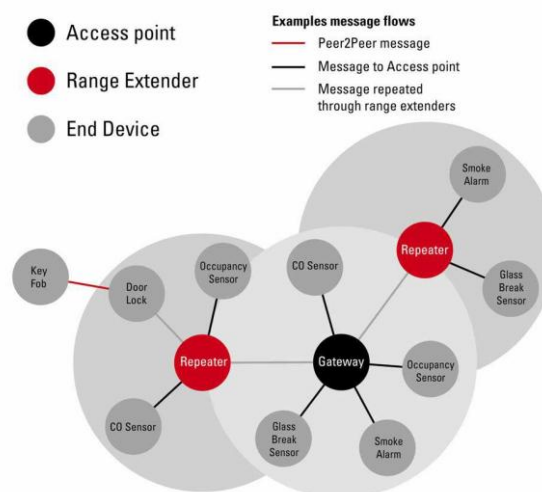 Access point
Range Extender
End Device
Examples message flows
Peer2Peer message
Message to Access point
Message repeated
through range extenders
Smoke
Alarm
Repeater
Glass
Break
Sensor
Key
Fob
Door
Lock
Occupancy
Sensor
CO Sensor
Repeater
Gateway
Occupancy
Sensor
CO Sensor
Glass
Break
Sensor
Smoke
Alarm